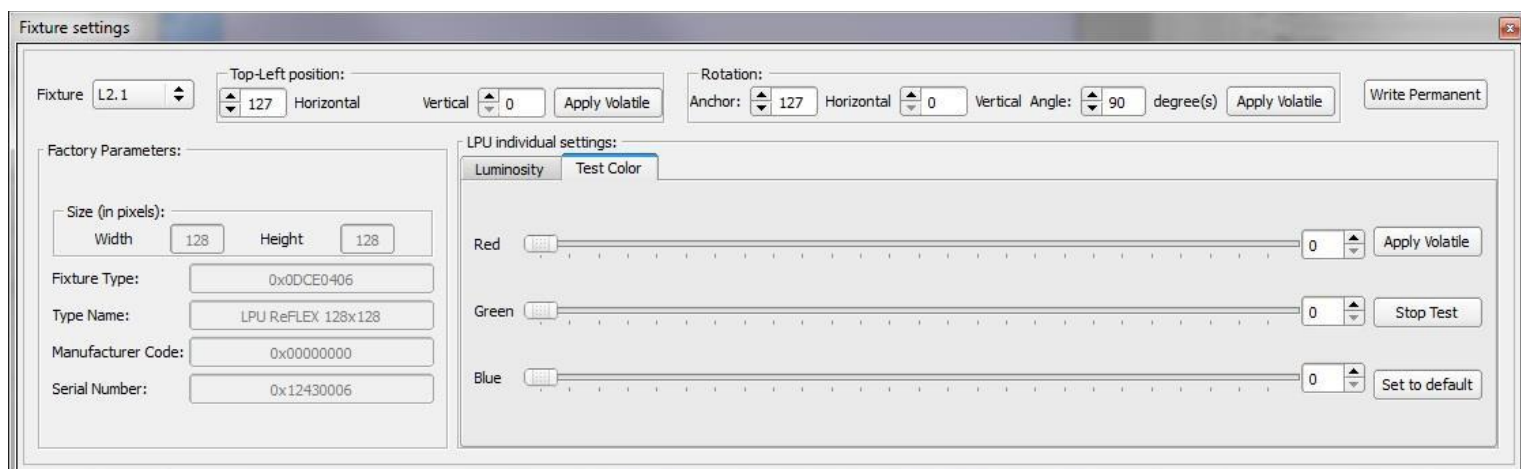 Fixture settings
Fixture L2.1
Top-Left position:
127 Horizontal Vertical 0 Apply Volatile
Rotation:
Anchor: 127 Horizontal 0 Vertical Angle: 90 degree(s) Apply Volatile
Write Permanent
Factory Parameters:
Size (in pixels):
Width 128 Height 128
Fixture Type: 0x0DCE0406
Type Name: LPU ReFLEX 128x128
Manufacturer Code: 0x00000000
Serial Number: 0x12430006
LPU individual settings:
Luminosity Test Color
Red 0 Apply Volatile
Green 0 Stop Test
Blue 0 Set to default